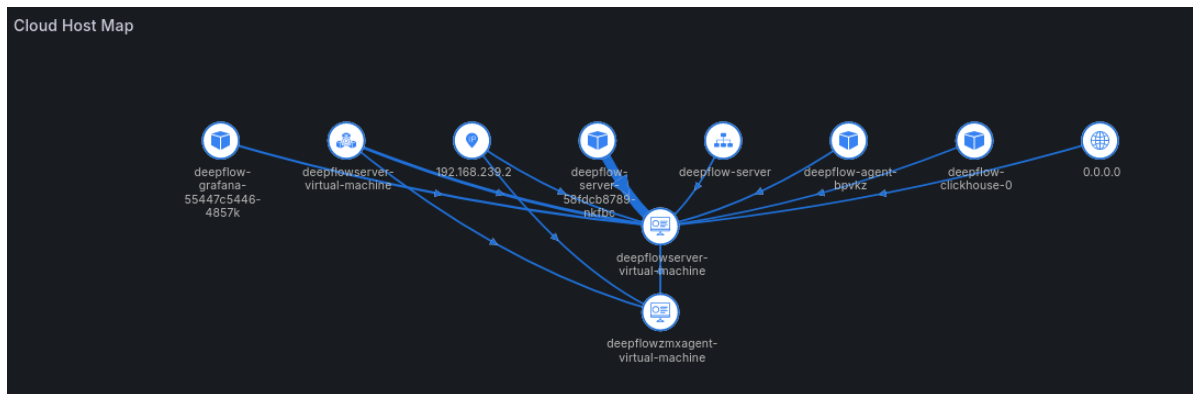 Cloud Host Map
deepflow-
grafana-
55447c5446-
4857k
deepflowserver-
virtual-machine
192.168.239.2
deepflow-
server-
58fdcb8789-
nkfbc
deepflow-server
deepflow-agent-
bpvkz
deepflow-
clickhouse-0
0.0.0.0
deepflowserver-
virtual-machine
deepflowzmxagent-
virtual-machine